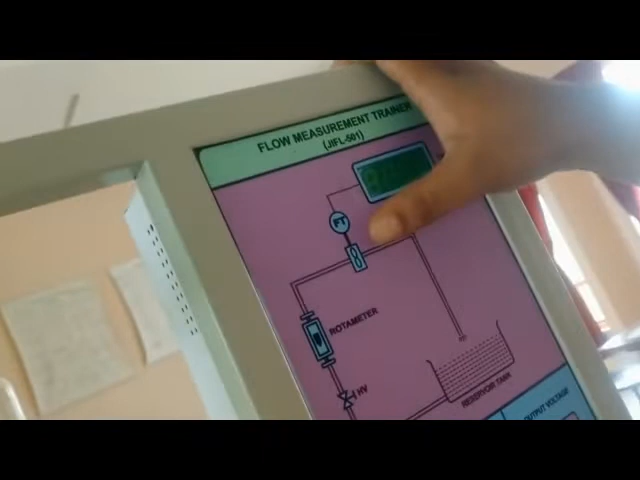 FLOW MEASUREMENT TRAINER
(JIFL-501)
FT
ROTAMETER
HV
RESERVOIR TANK
OUTPUT VOLTAGE